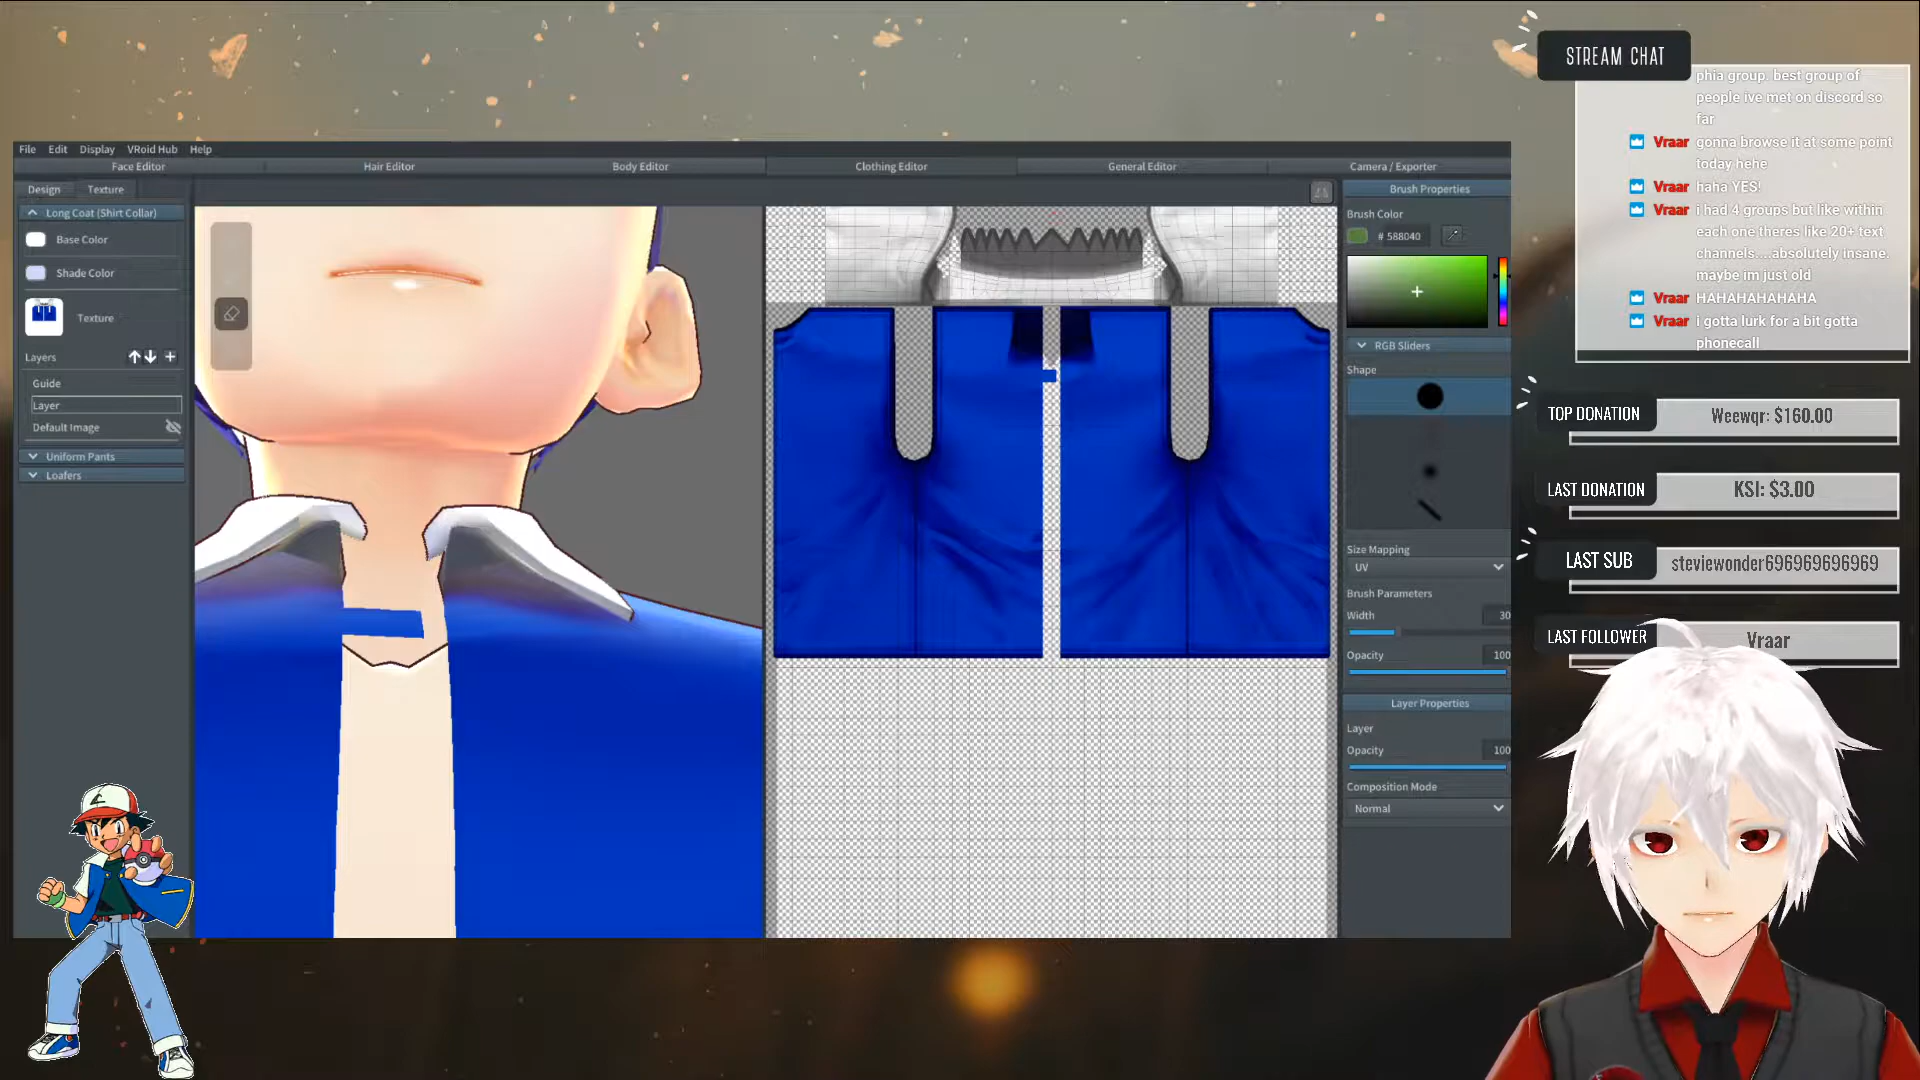 File Edit Display VRoid Hub Help
Face Editor Hair Editor Body Editor Clothing Editor General Editor Camera / Exporter
Design Texture
Long Coat (Shirt Collar)
Base Color
Shade Color
Texture
Layers
Guide
Layer
Default Image
Uniform Pants
Loafers
Brush Properties
Brush Color
# 588040
RGB Sliders
Shape
Size Mapping
UV
Brush Parameters
Width 30
Opacity 100
Layer Properties
Layer
Opacity 100
Composition Mode
Normal
STREAM CHAT
phia group. best group of
people ive met on discord so
far
Vraar gonna browse it at some point
today hehe
Vraar haha YES!
Vraar i had 4 groups but like within
each one theres like 20+ text
channels....absolutely insane.
maybe im just old
Vraar HAHAHAHAHAHA
Vraar i gotta lurk for a bit gotta
phonecall
TOP DONATION Weewqr: $160.00
LAST DONATION KSI: $3.00
LAST SUB steviewonder696969696969
LAST FOLLOWER Vraar